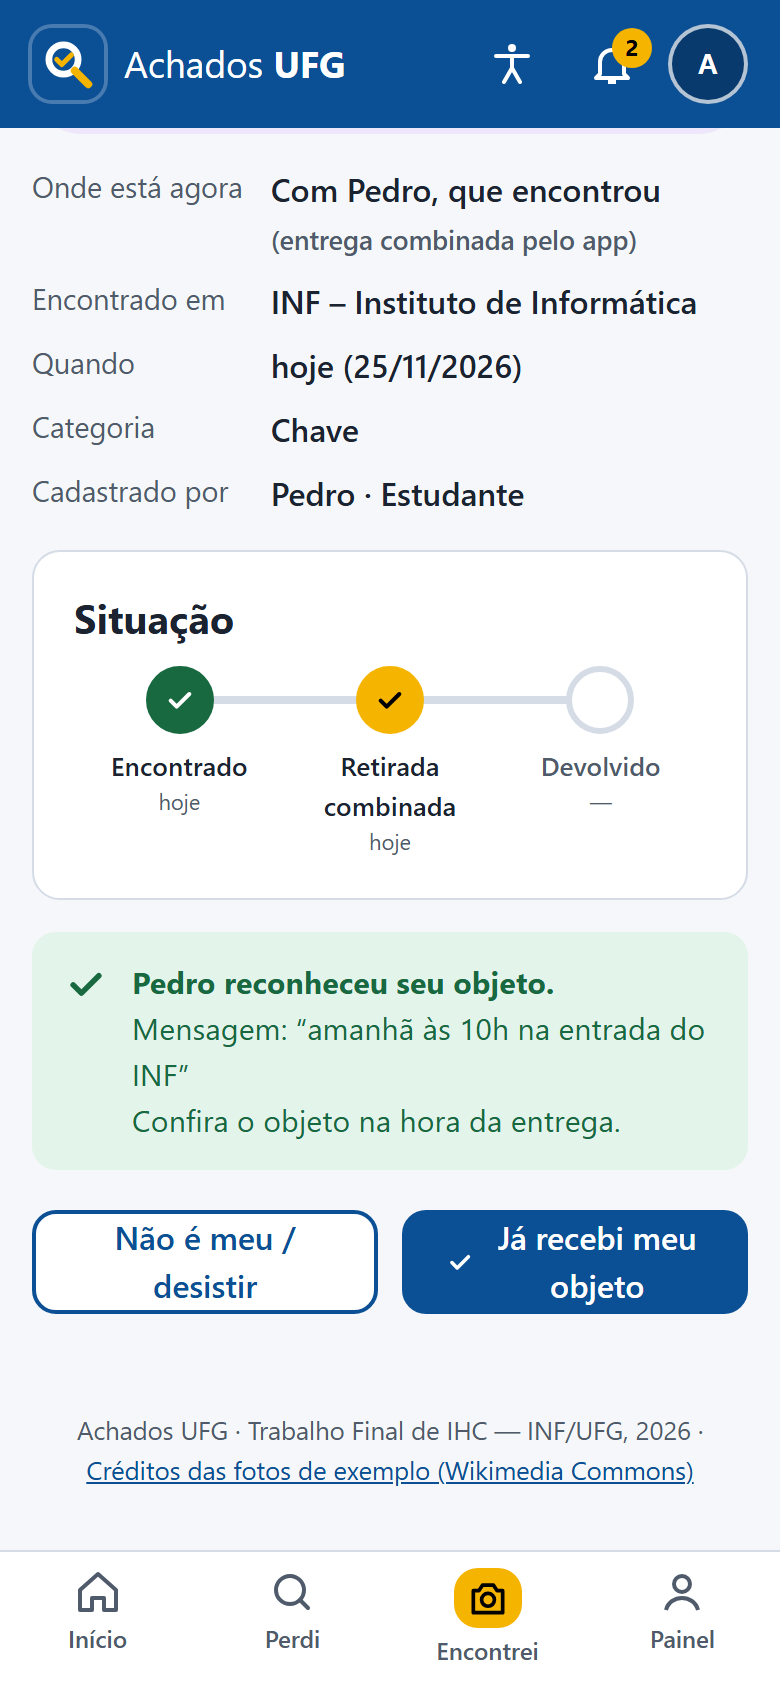 Achados UFG
2
A
Onde está agora
Com Pedro, que encontrou
(entrega combinada pelo app)
Encontrado em
INF – Instituto de Informática
Quando
hoje (25/11/2026)
Categoria
Chave
Cadastrado por
Pedro · Estudante
Situação
Encontrado
hoje
Retirada
combinada
hoje
Devolvido
—
Pedro reconheceu seu objeto.
Mensagem: “amanhã às 10h na entrada do
INF”
Confira o objeto na hora da entrega.
Não é meu /
desistir
Já recebi meu
objeto
Achados UFG · Trabalho Final de IHC — INF/UFG, 2026 ·
Créditos das fotos de exemplo (Wikimedia Commons)
Início
Perdi
Encontrei
Painel